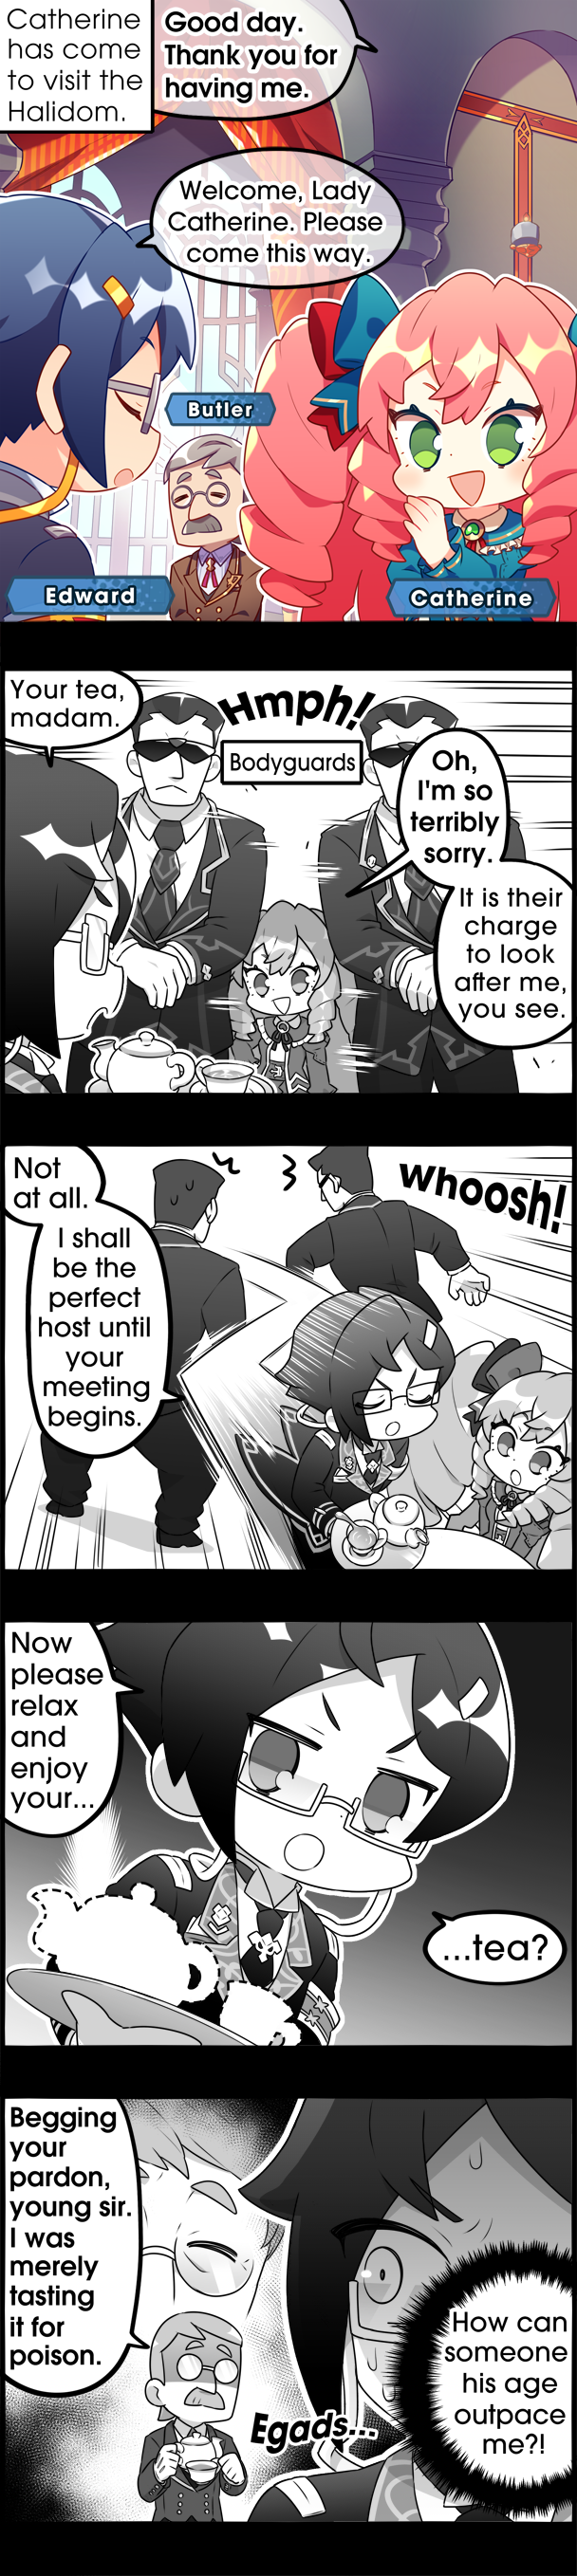 Catherine
has come
to visit the
Halidom.
Good day.
Thank you for
having me.
Welcome, Lady
Catherine. Please
come this way.
Butler
Edward
Catherine
Your tea,
madam.
Hmph!
Bodyguards
Oh,
I'm so
terribly
sorry.
It is their
charge
to look
after me,
you see.
Not
at all.
I shall
be the
perfect
host until
your
meeting
begins.
whoosh!
Now
please
relax
and
enjoy
your...
...tea?
Begging
your
pardon,
young sir.
I was
merely
tasting
it for
poison.
Egads...
How can
someone
his age
outpace
me?!